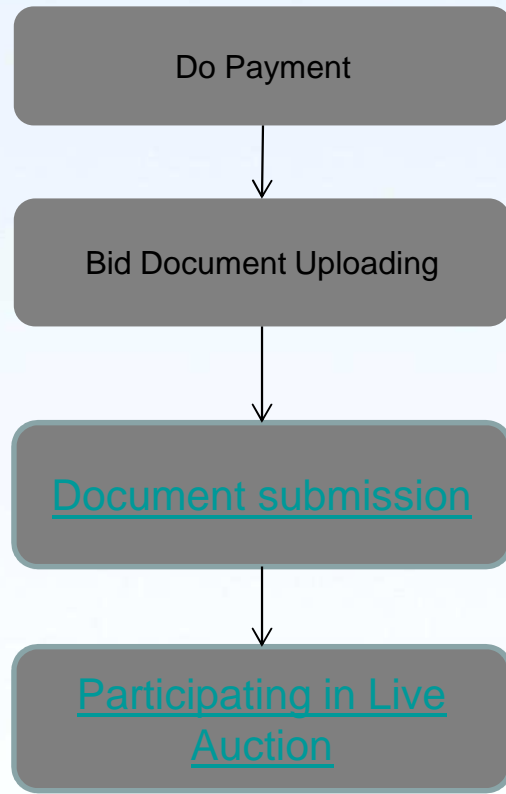 Do Payment
Bid Document Uploading
Document submission
Participating in Live
Auction